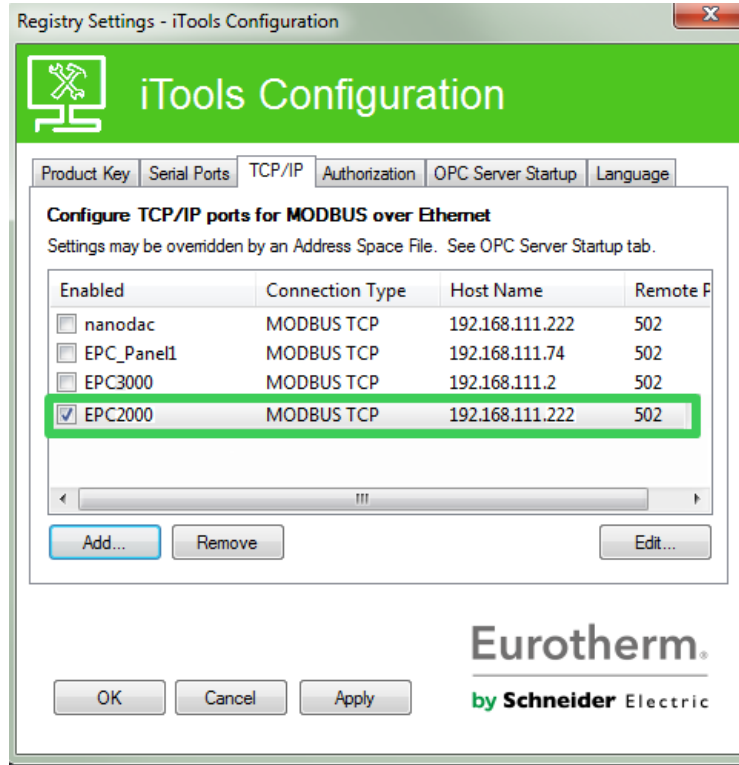 Registry Settings - iTools Configuration
iTools Configuration
Product Key Serial Ports TCP/IP Authorization OPC Server Startup Language
Configure TCP/IP ports for MODBUS over Ethernet
Settings may be overridden by an Address Space File. See OPC Server Startup tab.
Enabled Connection Type Host Name Remote P
nanodac MODBUS TCP 192.168.111.222 502
EPC_Panel1 MODBUS TCP 192.168.111.74 502
EPC3000 MODBUS TCP 192.168.111.2 502
EPC2000 MODBUS TCP 192.168.111.222 502
Add... Remove Edit...
Eurotherm.
OK Cancel Apply by Schneider Electric